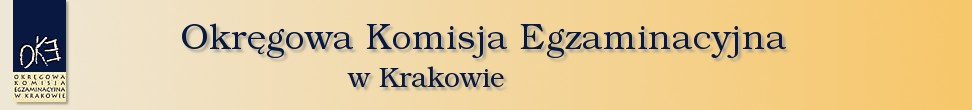 OKE
OKRĘGOWA
KOMISJA
EGZAMINACYJNA
W KRAKOWIE
Okręgowa Komisja Egzaminacyjna
w Krakowie